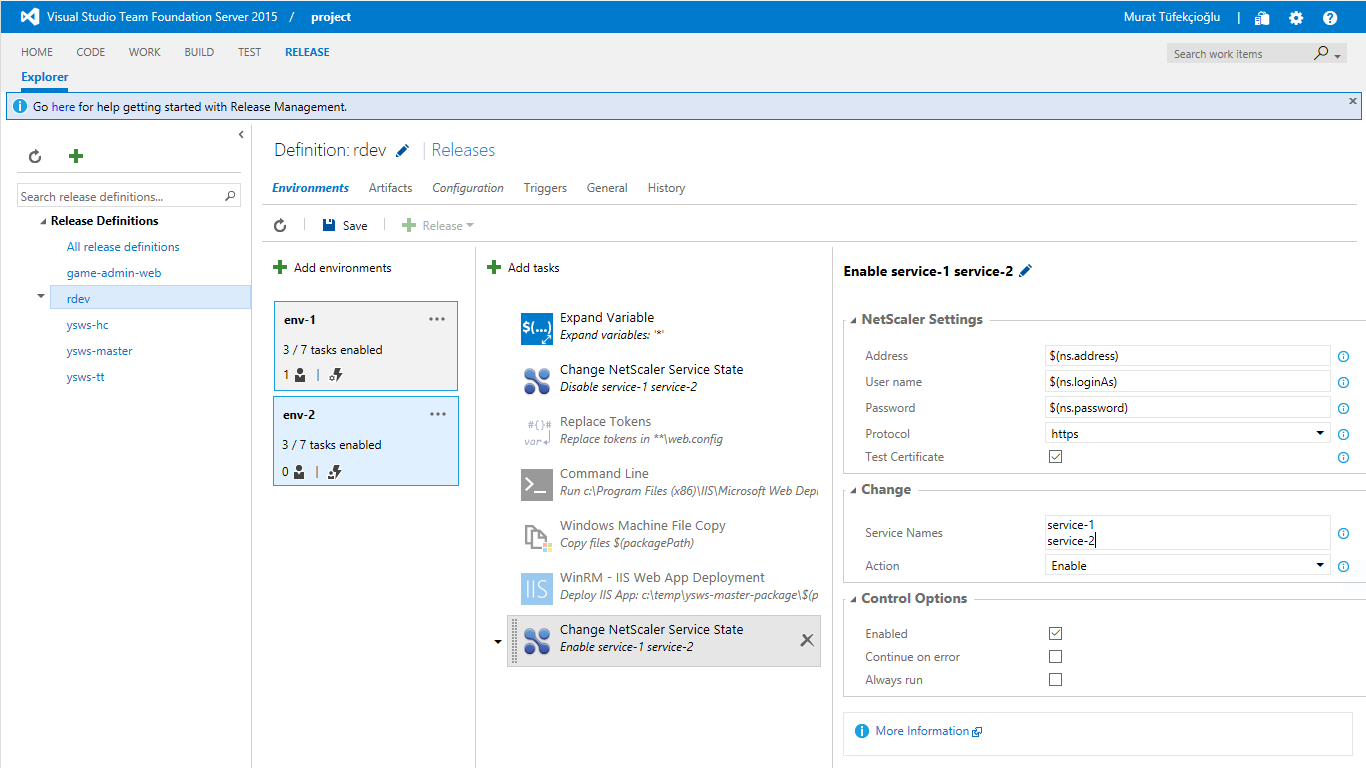 Visual Studio Team Foundation Server 2015 / project
Murat Tüfekçioğlu |
HOME CODE WORK BUILD TEST RELEASE
Search work items
Explorer
Go here for help getting started with Release Management.
Search release definitions...
Release Definitions
All release definitions
game-admin-web
rdev
ysws-hc
ysws-master
ysws-tt
Definition: rdev | Releases
Environments Artifacts Configuration Triggers General History
Save Release
Add environments
env-1 ...
3 / 7 tasks enabled
1 |
env-2 ...
3 / 7 tasks enabled
0 |
Add tasks
$(...)
Expand Variable
Expand variables: '*'
Change NetScaler Service State
Disable service-1 service-2
#{}#
var
Replace Tokens
Replace tokens in **\web.config
Command Line
Run c:\Program Files (x86)\IIS\Microsoft Web Depl
Windows Machine File Copy
Copy files $(packagePath)
IIS
WinRM - IIS Web App Deployment
Deploy IIS App: c:\temp\ysws-master-package\$(p
Change NetScaler Service State
Enable service-1 service-2
Enable service-1 service-2
NetScaler Settings
Address $(ns.address)
User name $(ns.loginAs)
Password $(ns.password)
Protocol https
Test Certificate
Change
Service Names
service-1
service-2
Action Enable
Control Options
Enabled
Continue on error
Always run
More Information